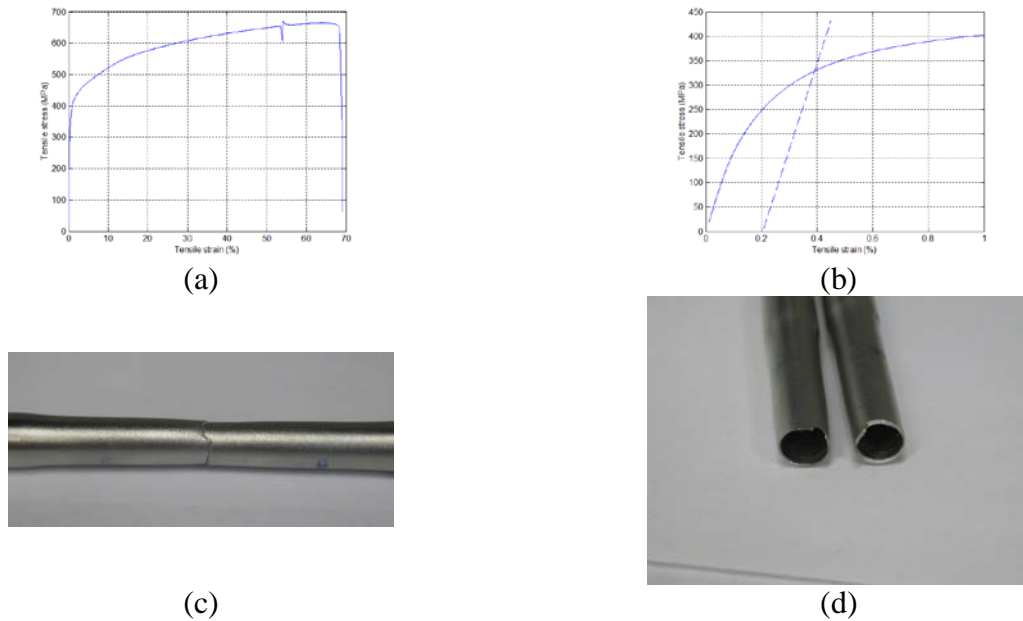 700
600
500
400
300
200
100
0
Tensile stress (MPa)
0 10 20 30 40 50 60 70
Tensile strain (%)
(a)
450
400
350
300
250
200
150
100
50
0
Tensile stress (MPa)
0 0.2 0.4 0.6 0.8 1
Tensile strain (%)
(b)
(c)
(d)